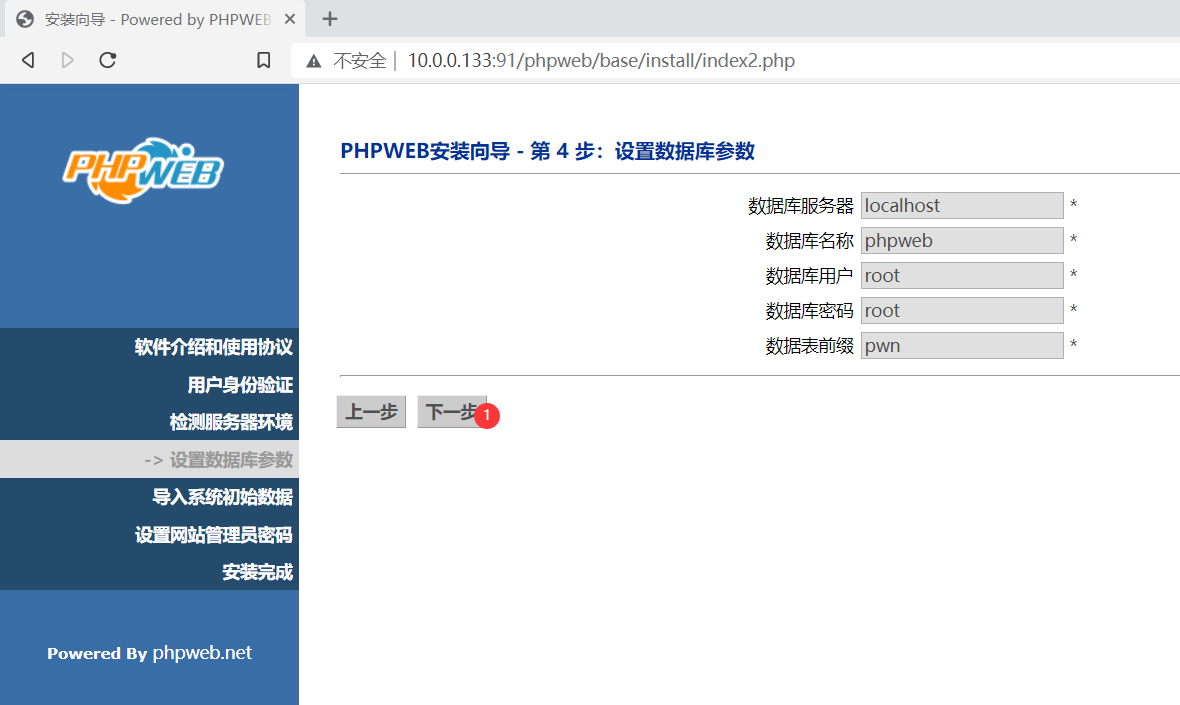 安装向导 - Powered by PHPWEB
不安全 | 10.0.0.133:91/phpweb/base/install/index2.php
PHPWEB
PHPWEB安装向导 - 第 4 步：设置数据库参数
数据库服务器 localhost *
数据库名称 phpweb *
数据库用户 root *
数据库密码 root *
数据表前缀 pwn *
上一步 下一步 1
软件介绍和使用协议
用户身份验证
检测服务器环境
-> 设置数据库参数
导入系统初始数据
设置网站管理员密码
安装完成
Powered By phpweb.net